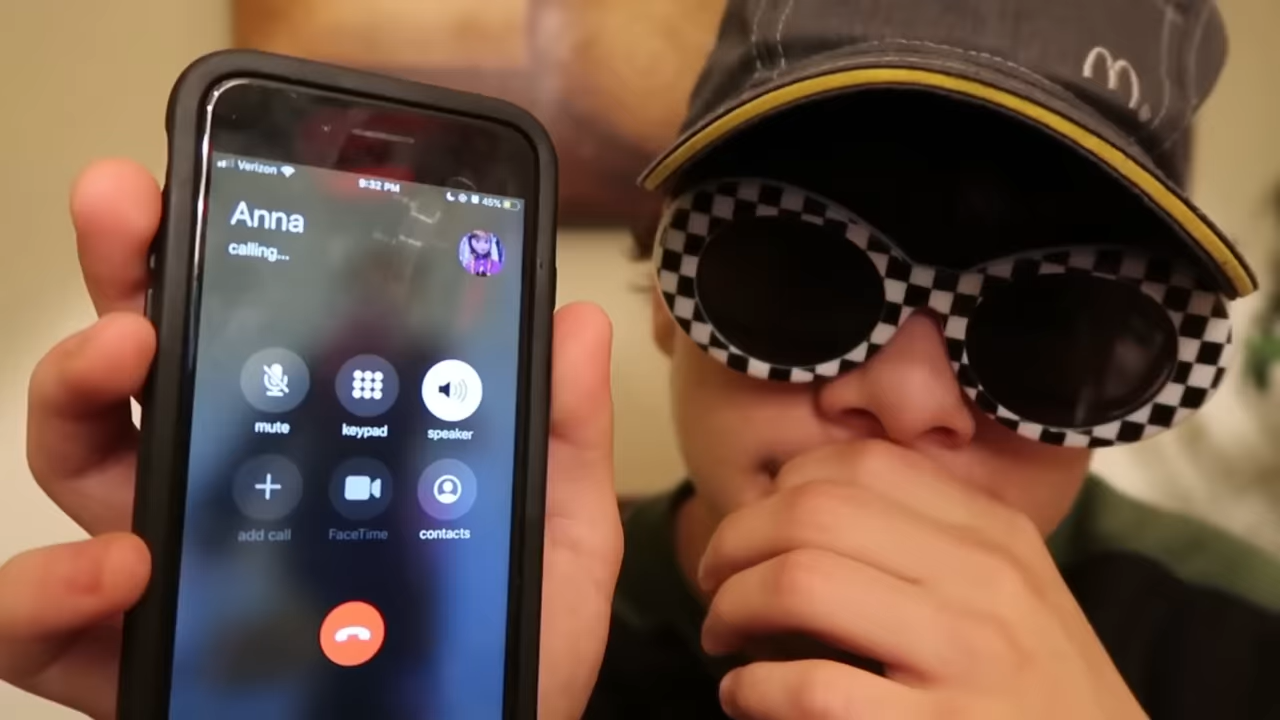 Verizon
9:32 PM
45%
Anna
calling...
mute
keypad
speaker
add call
FaceTime
contacts